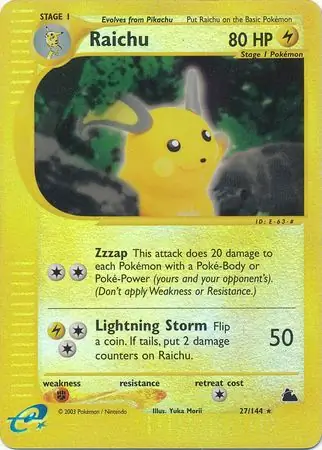 STAGE 1
Evolves from Pikachu
Put Raichu on the Basic Pokémon
Raichu
80 HP
Stage 1 Pokémon
ID: E-63-#
Zzzap This attack does 20 damage to
each Pokémon with a Poké-Body or
Poké-Power (yours and your opponent's).
(Don't apply Weakness or Resistance.)
Lightning Storm Flip
a coin. If tails, put 2 damage
counters on Raichu.
50
weakness
resistance
retreat cost
e
© 2003 Pokémon / Nintendo
Illus. Yuka Morii
27/144 ★